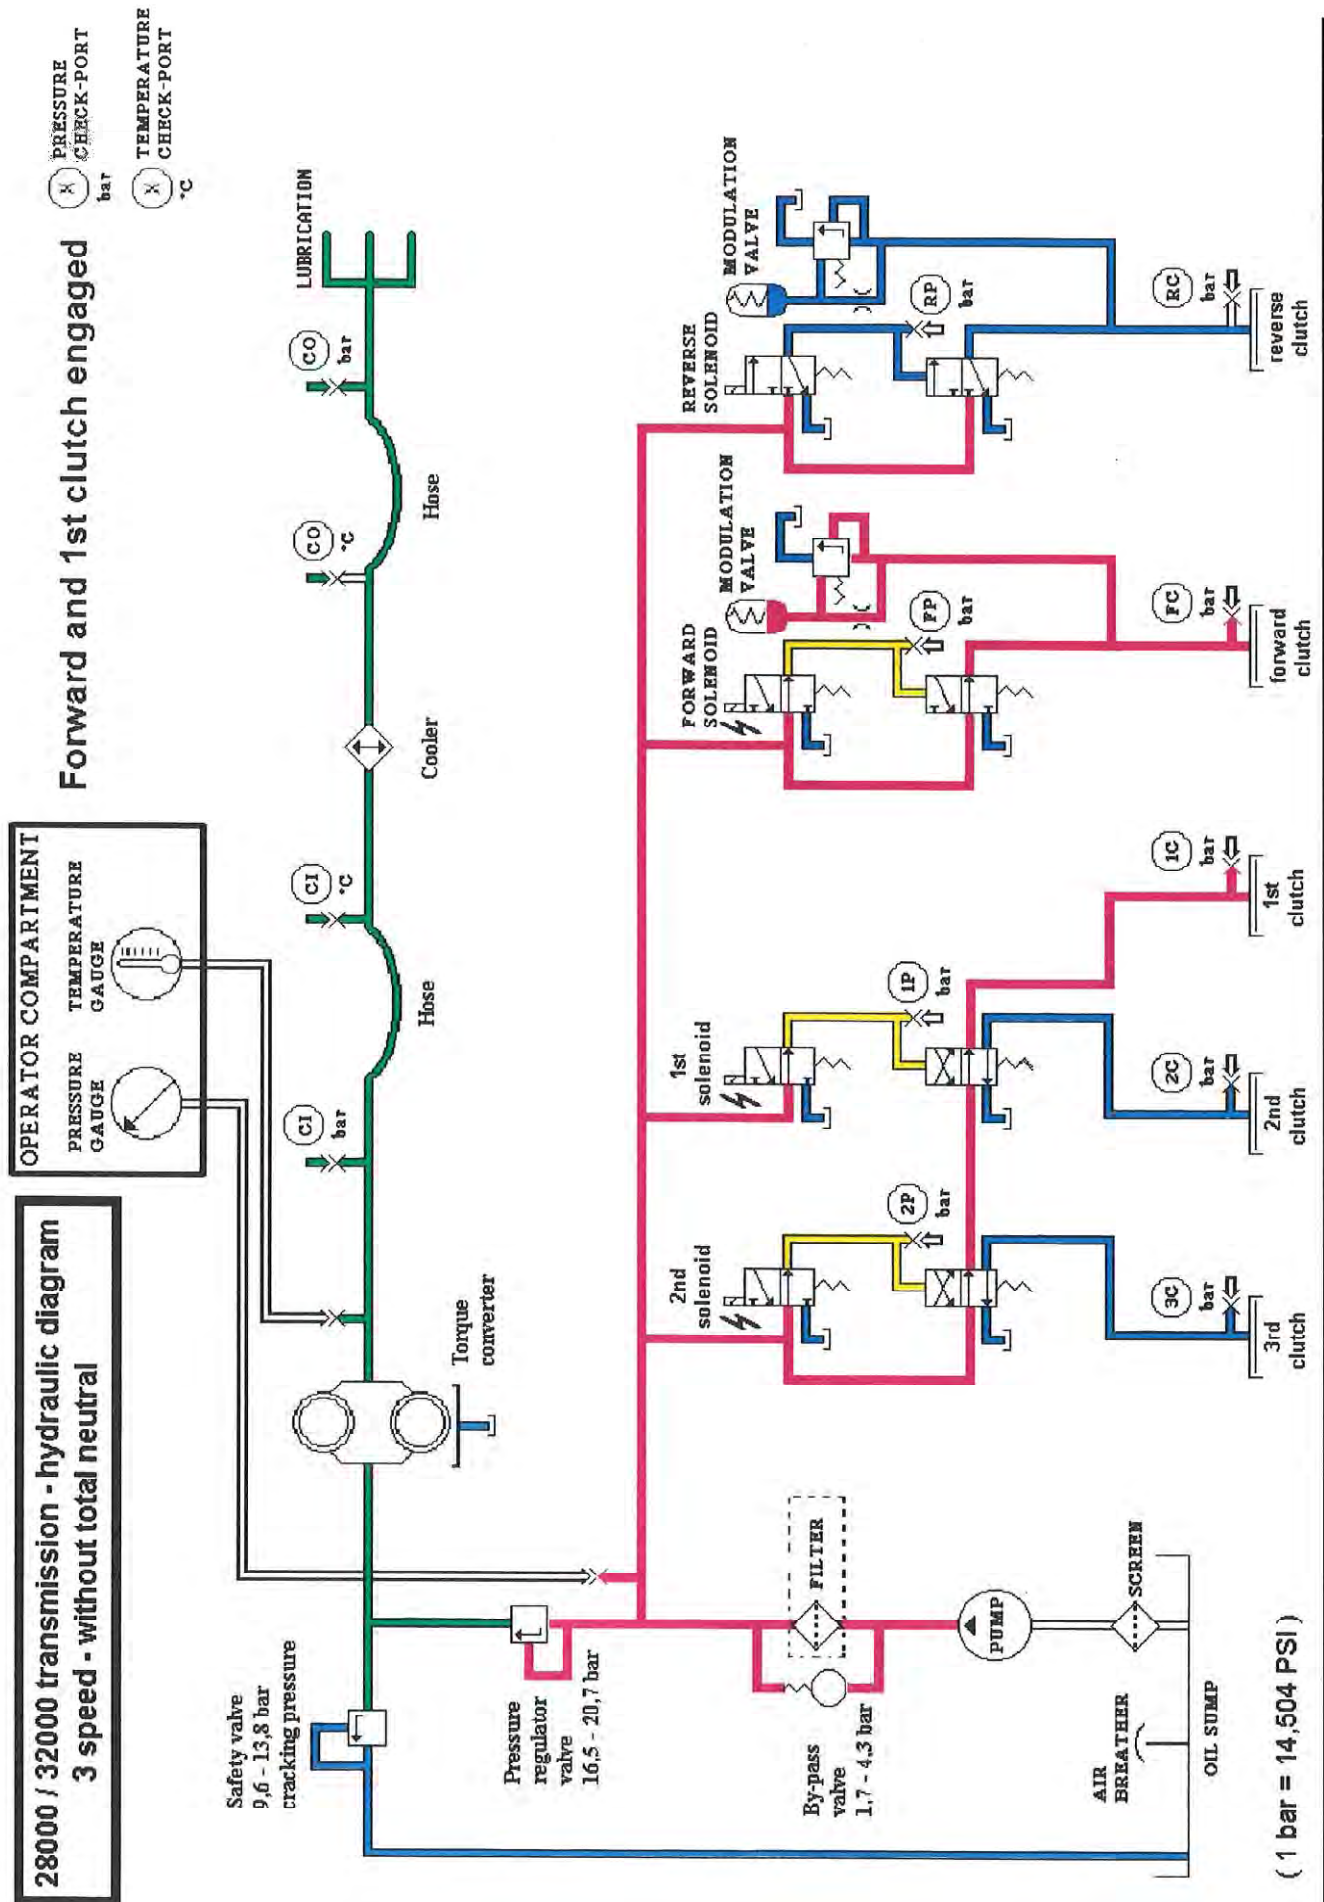 28000 / 32000 transmission - hydraulic diagram
3 speed - without total neutral
OPERATOR COMPARTMENT
PRESSURE
GAUGE
TEMPERATURE
GAUGE
Forward and 1st clutch engaged
X
PRESSURE
CHECK-PORT
bar
X
TEMPERATURE
CHECK-PORT
°C
Safety valve
9,6 - 13,8 bar
cracking pressure
Torque
converter
CI
bar
Hose
CI
°C
Cooler
CO
°C
Hose
CO
bar
LUBRICATION
Pressure
regulator
valve
16,5 - 20,7 bar
By-pass
valve
1,7 - 4,3 bar
FILTER
PUMP
SCREEN
AIR
BREATHER
OIL SUMP
2nd
solenoid
2P
bar
1st
solenoid
1P
bar
FORWARD
SOLENOID
FP
bar
MODULATION
VALVE
REVERSE
SOLENOID
RP
bar
MODULATION
VALVE
3C
bar
3rd
clutch
2C
bar
2nd
clutch
1C
bar
1st
clutch
FC
bar
forward
clutch
RC
bar
reverse
clutch
( 1 bar = 14,504 PSI )